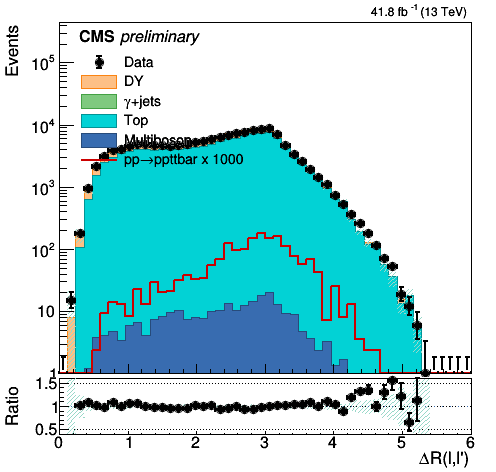 41.8 fb⁻¹ (13 TeV)
CMS preliminary
Data
DY
γ+jets
Top
Multiboson
pp→ppttbar x 1000
Events
10⁵
10⁴
10³
10²
10
1
Ratio
1.5
1
0.5
0 1 2 3 4 5 6
ΔR(l,l')